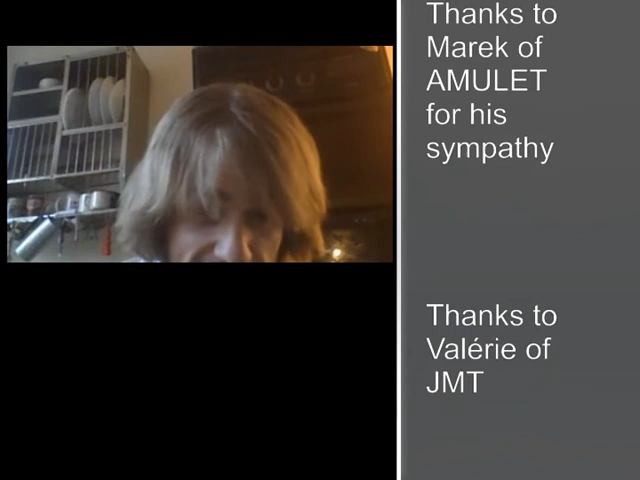 Thanks to
Marek of
AMULET
for his
sympathy
Thanks to
Valérie of
JMT